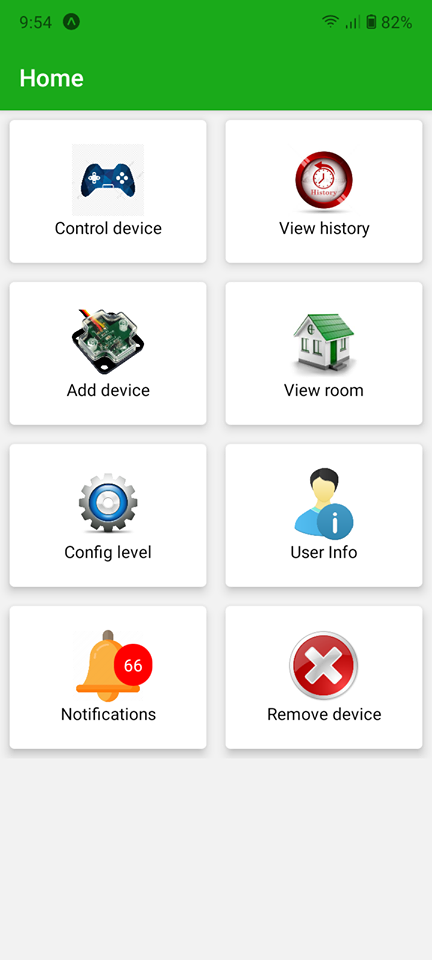 9:54
82%
Home
Control device
History
View history
Add device
View room
Config level
i
User Info
66
Notifications
Remove device